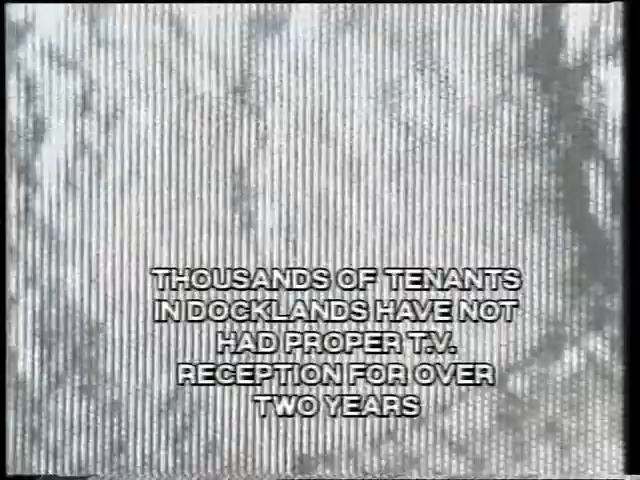 THOUSANDS OF TENANTS
IN DOCKLANDS HAVE NOT
HAD PROPER T.V.
RECEPTION FOR OVER
TWO YEARS